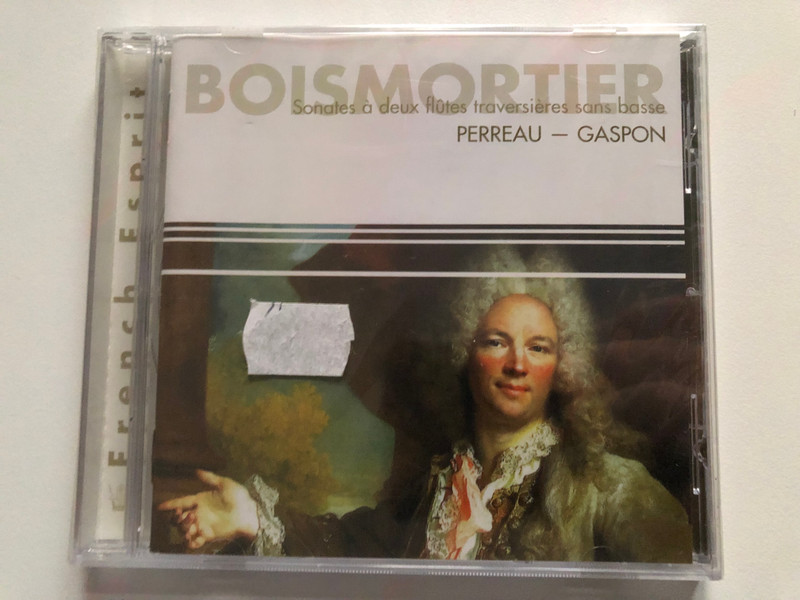 BOISMORTIER
Sonates à deux flûtes traversières sans basse
PERREAU — GASPON
French Esprit